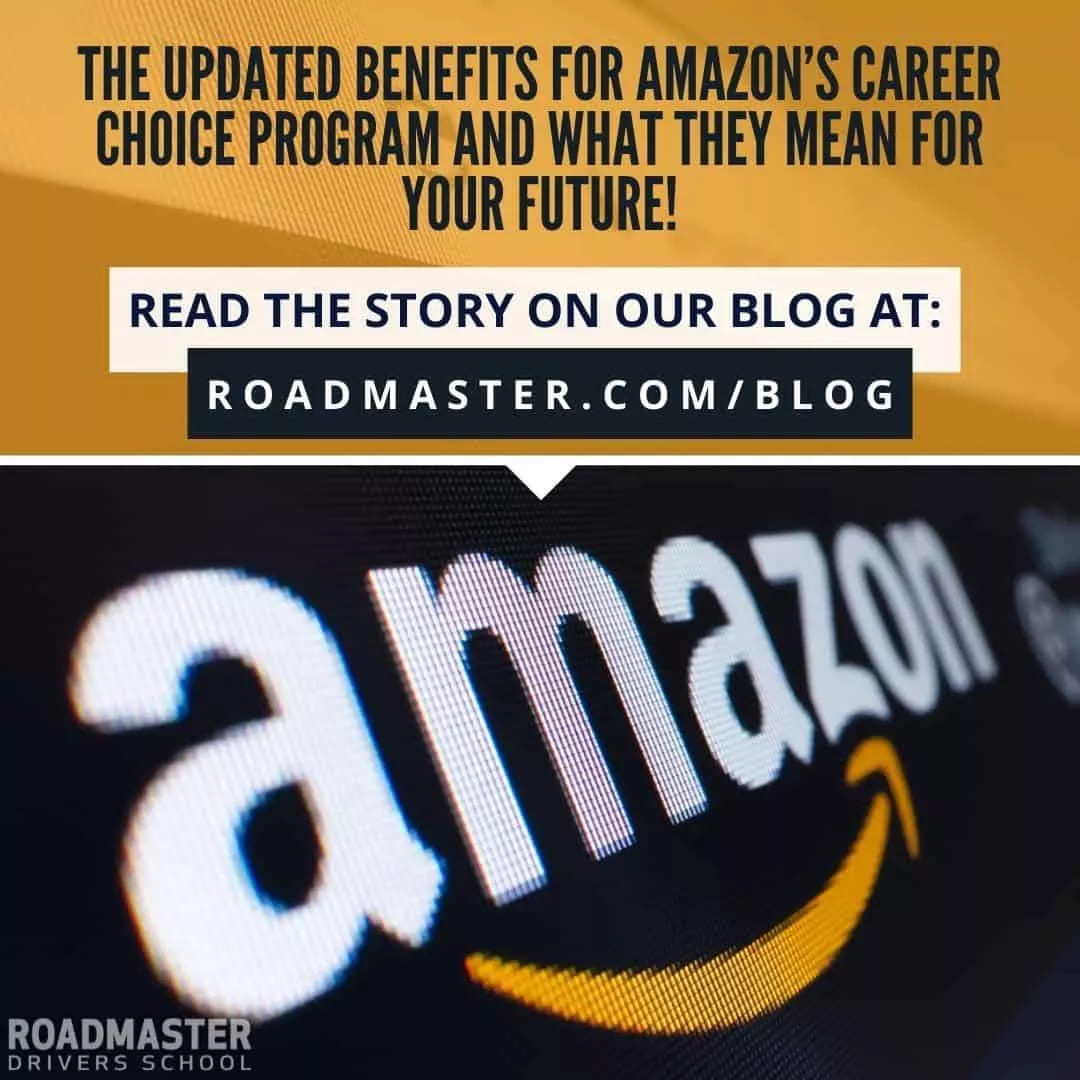 THE UPDATED BENEFITS FOR AMAZON’S CAREER
CHOICE PROGRAM AND WHAT THEY MEAN FOR
YOUR FUTURE!
READ THE STORY ON OUR BLOG AT:
ROADMASTER.COM/BLOG
amazon
ROADMASTER
DRIVERS SCHOOL